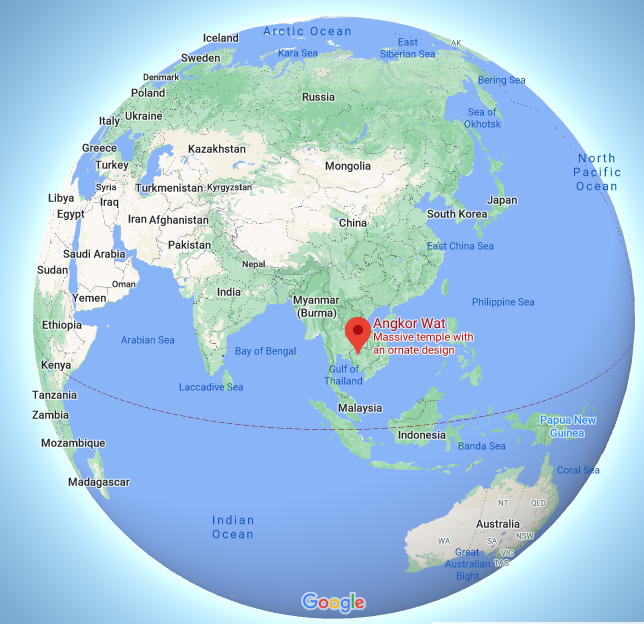 Arctic Ocean
Iceland
AK
East
Siberian Sea
Kara Sea
Sweden
Denmark
Bering Sea
Poland
Russia
Sea of
Okhotsk
Italy
Ukraine
Greece
Kazakhstan
Mongolia
North
Pacific
Ocean
Turkey
Syria
Turkmenistan
Kyrgyzstan
Libya
Iraq
Japan
Egypt
Iran
Afghanistan
South Korea
China
Pakistan
East China Sea
Saudi Arabia
Nepal
Sudan
Oman
India
Yemen
Myanmar
(Burma)
Philippine Sea
Ethiopia
Angkor Wat
Massive temple with
an ornate design
Arabian Sea
Bay of Bengal
Kenya
Gulf of
Thailand
Laccadive Sea
Tanzania
Malaysia
Zambia
Papua New
Guinea
Indonesia
Mozambique
Banda Sea
Coral Sea
Madagascar
NT
QLD
Indian
Ocean
Australia
WA
SA
NSW
Great
Australian
Bight
VIC
TAS
Google